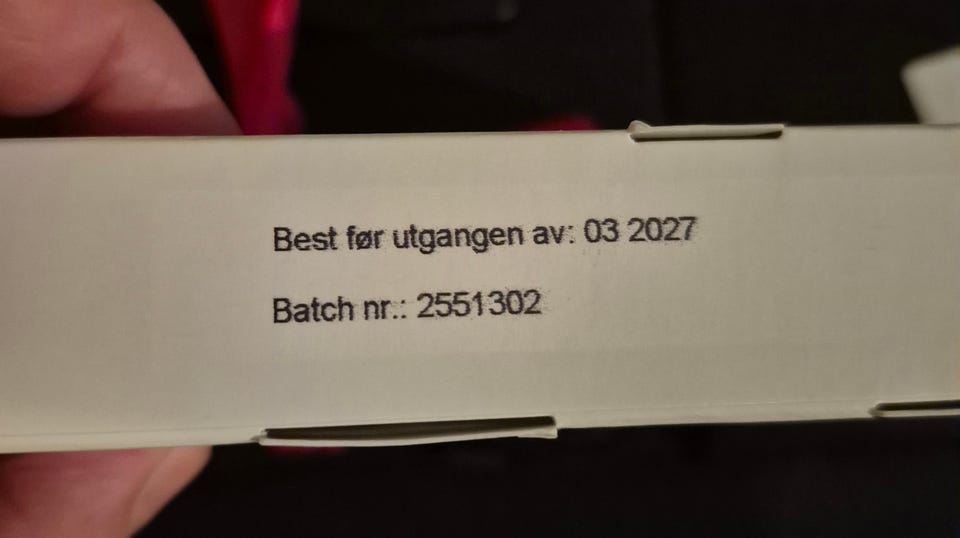 Best før utgangen av: 03 2027
Batch nr.: 2551302